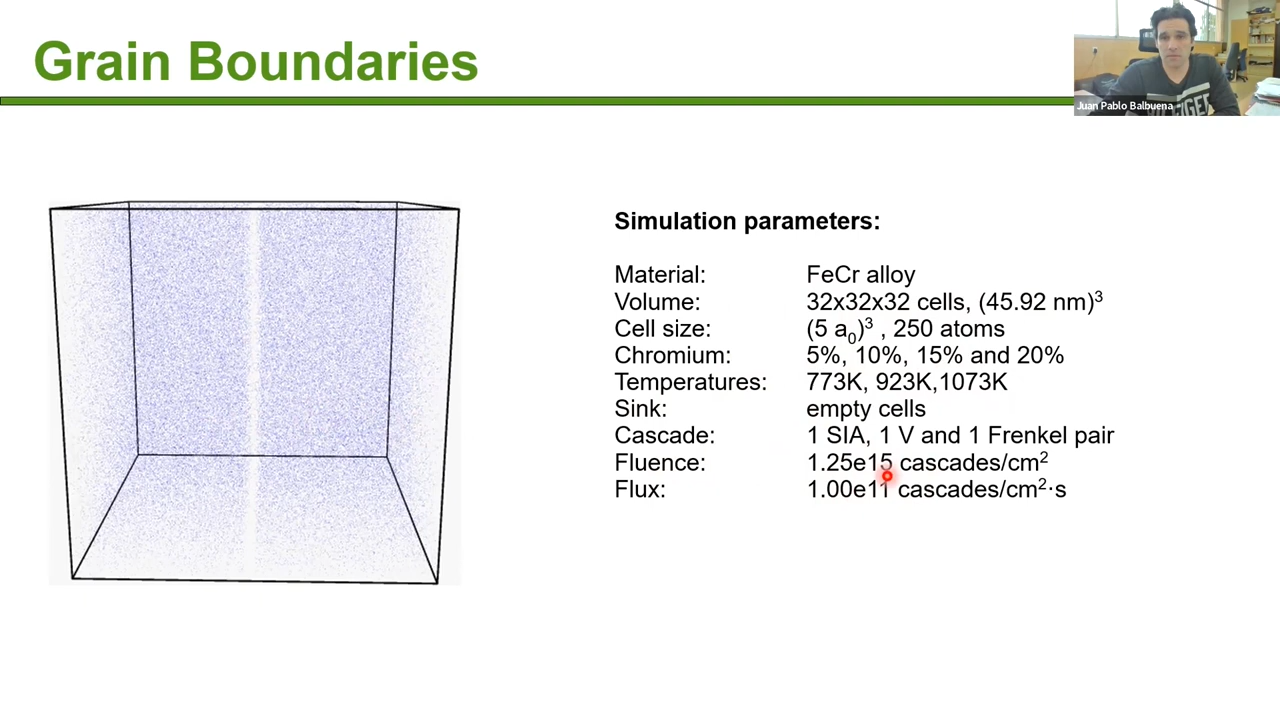 Grain Boundaries
Juan Pablo Balbuena
Simulation parameters:
Material: FeCr alloy
Volume: 32x32x32 cells, (45.92 nm)³
Cell size: (5 a₀)³ , 250 atoms
Chromium: 5%, 10%, 15% and 20%
Temperatures: 773K, 923K,1073K
Sink: empty cells
Cascade: 1 SIA, 1 V and 1 Frenkel pair
Fluence: 1.25e15 cascades/cm²
Flux: 1.00e11 cascades/cm²·s